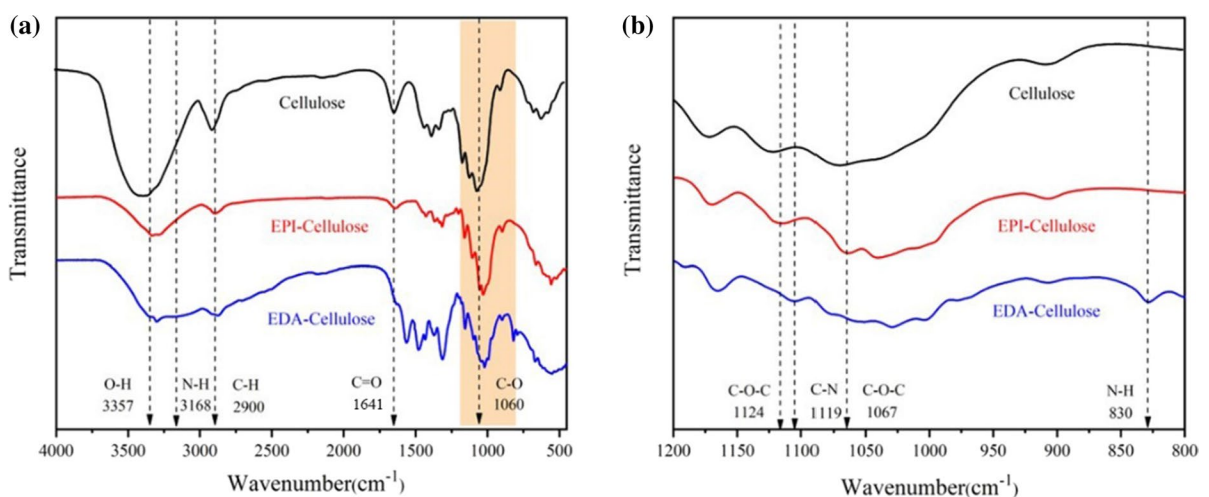 (a)
Transmittance
Cellulose
EPI-Cellulose
EDA-Cellulose
O-H
3357
N-H
3168
C-H
2900
C=O
1641
C-O
1060
4000 3500 3000 2500 2000 1500 1000 500
Wavenumber(cm-1)
(b)
Transmittance
Cellulose
EPI-Cellulose
EDA-Cellulose
C-O-C
1124
C-N
1119
C-O-C
1067
N-H
830
1200 1150 1100 1050 1000 950 900 850 800
Wavenumber(cm-1)